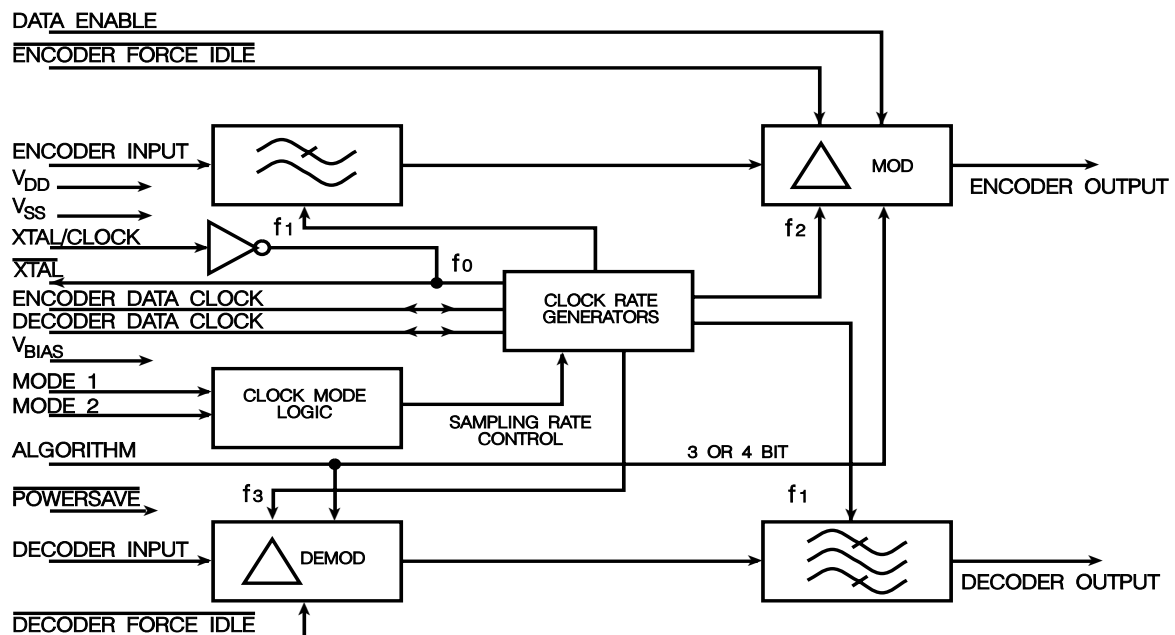 DATA ENABLE
ENCODER FORCE IDLE
ENCODER INPUT
MOD
ENCODER OUTPUT
VDD
VSS
XTAL/CLOCK
f1
f2
f0
XTAL
CLOCK RATE
GENERATORS
ENCODER DATA CLOCK
DECODER DATA CLOCK
VBIAS
MODE 1
MODE 2
CLOCK MODE
LOGIC
SAMPLING RATE
CONTROL
ALGORITHM
3 OR 4 BIT
POWERSAVE
f3
f1
DECODER INPUT
DEMOD
DECODER OUTPUT
DECODER FORCE IDLE